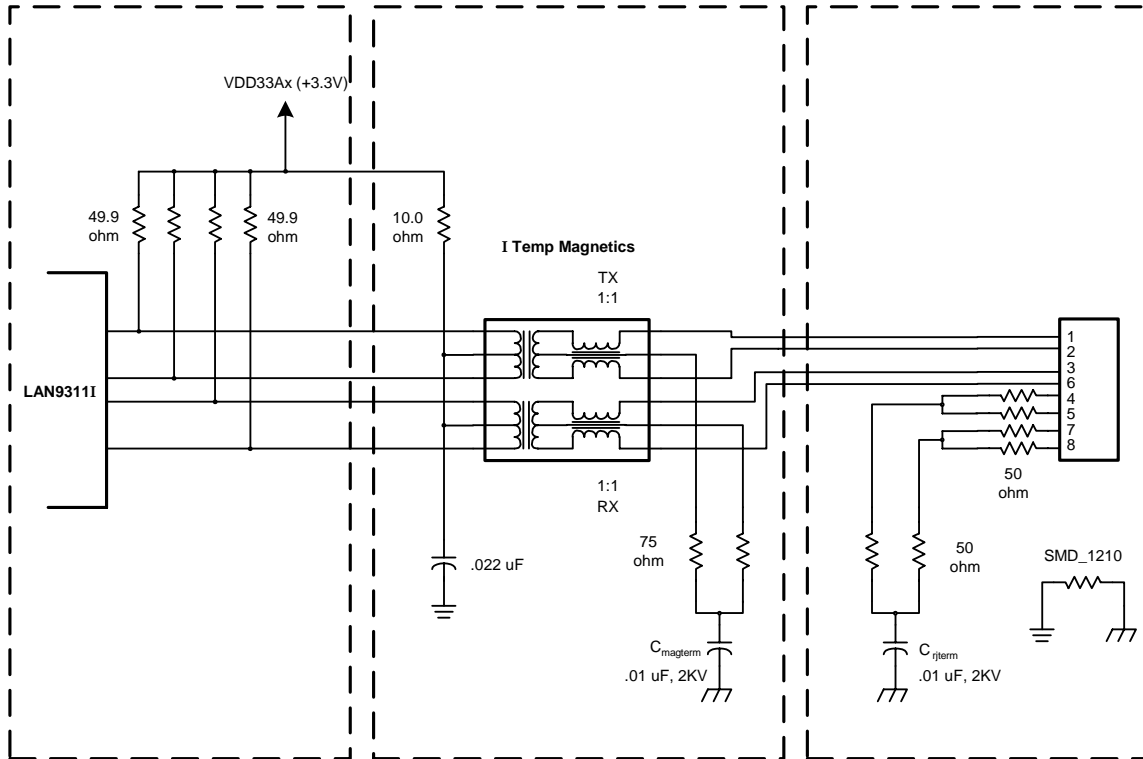 VDD33Ax (+3.3V)
49.9
ohm
49.9
ohm
10.0
ohm
I Temp Magnetics
TX
1:1
LAN9311I
1
2
3
6
4
5
7
8
1:1
RX
50
ohm
.022 uF
75
ohm
50
ohm
SMD_1210
Cmagterm
.01 uF, 2KV
Crjterm
.01 uF, 2KV